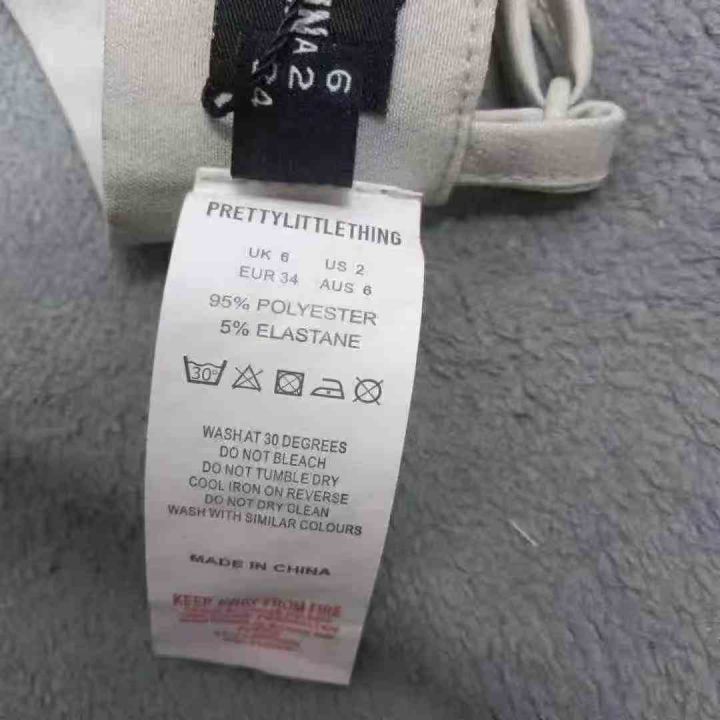 6
2
PRETTYLITTLETHING
UK 6 US 2
EUR 34 AUS 6
95% POLYESTER
5% ELASTANE
30°
WASH AT 30 DEGREES
DO NOT BLEACH
DO NOT TUMBLE DRY
COOL IRON ON REVERSE
DO NOT DRY CLEAN
WASH WITH SIMILAR COLOURS
MADE IN CHINA
KEEP AWAY FROM FIRE